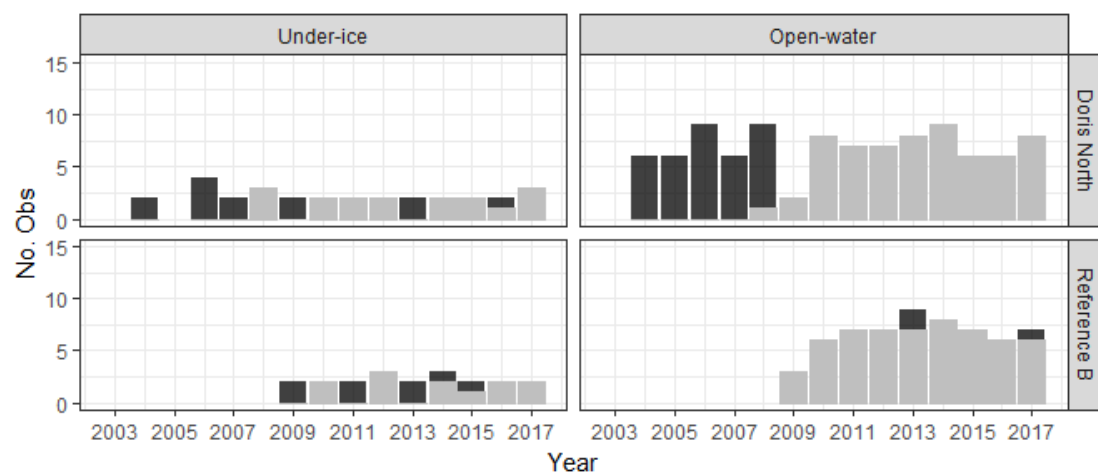 Under-ice Open-water
15
10
5
0
Doris North
15
10
5
0
Reference B
No. Obs
2003 2005 2007 2009 2011 2013 2015 2017 2003 2005 2007 2009 2011 2013 2015 2017
Year